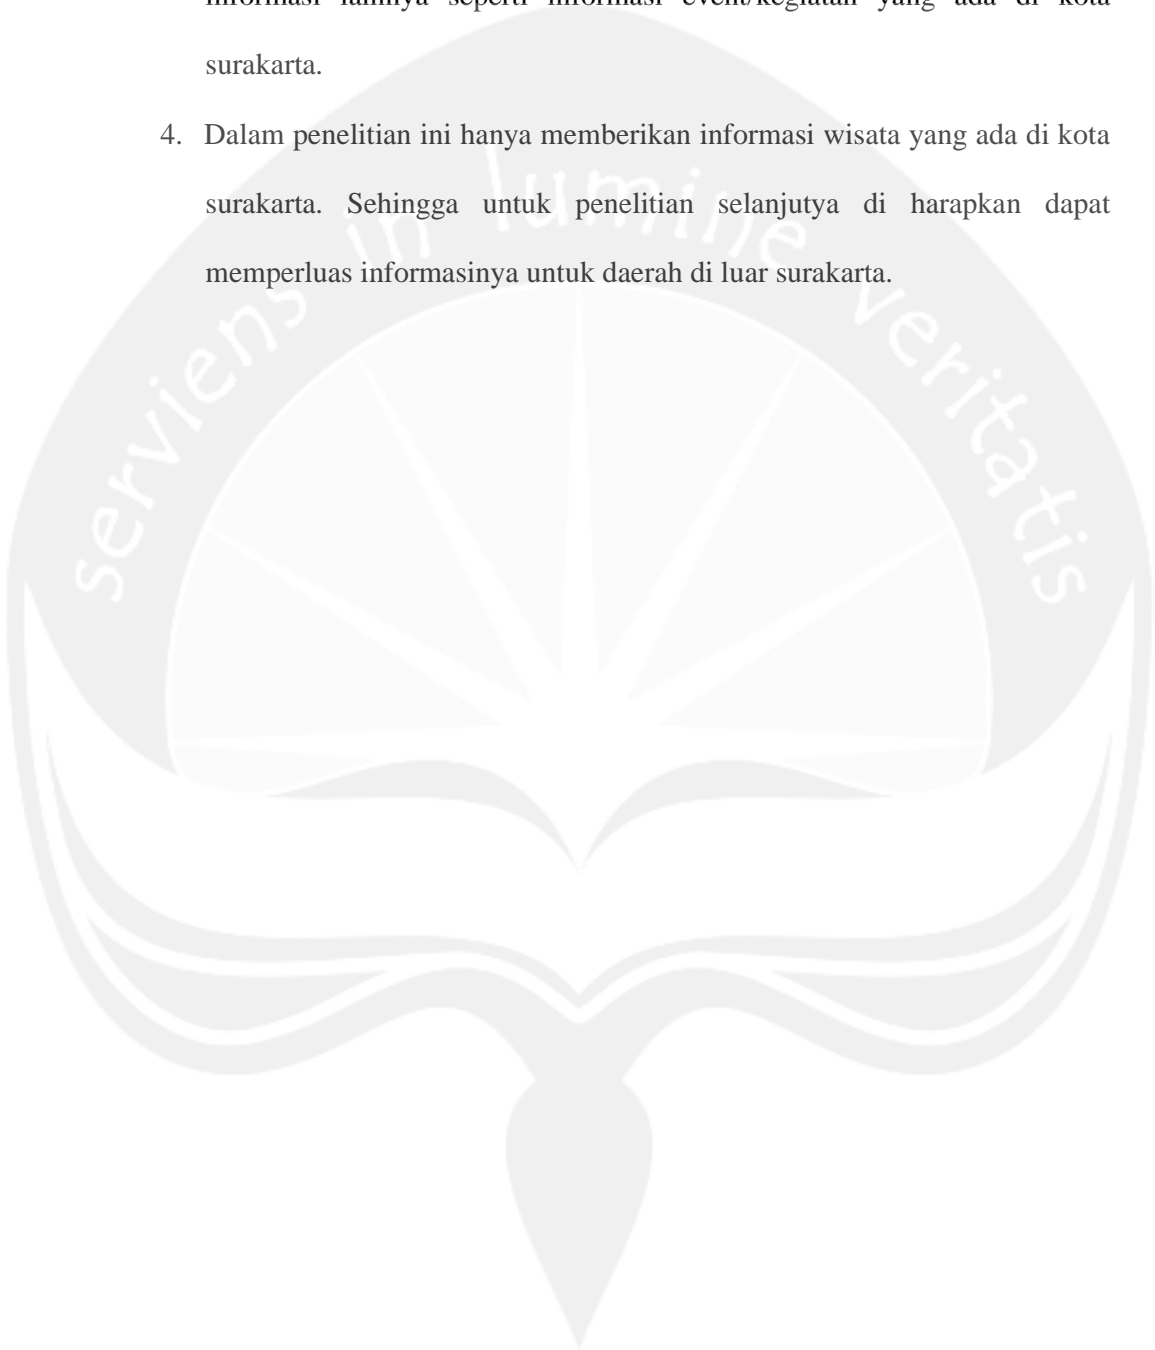 informasi lainnya seperti informasi event/kegiatan yang ada di kota
surakarta.
4. Dalam penelitian ini hanya memberikan informasi wisata yang ada di kota
surakarta. Sehingga untuk penelitian selanjutya di harapkan dapat
memperluas informasinya untuk daerah di luar surakarta.
serviens in lumine veritatis